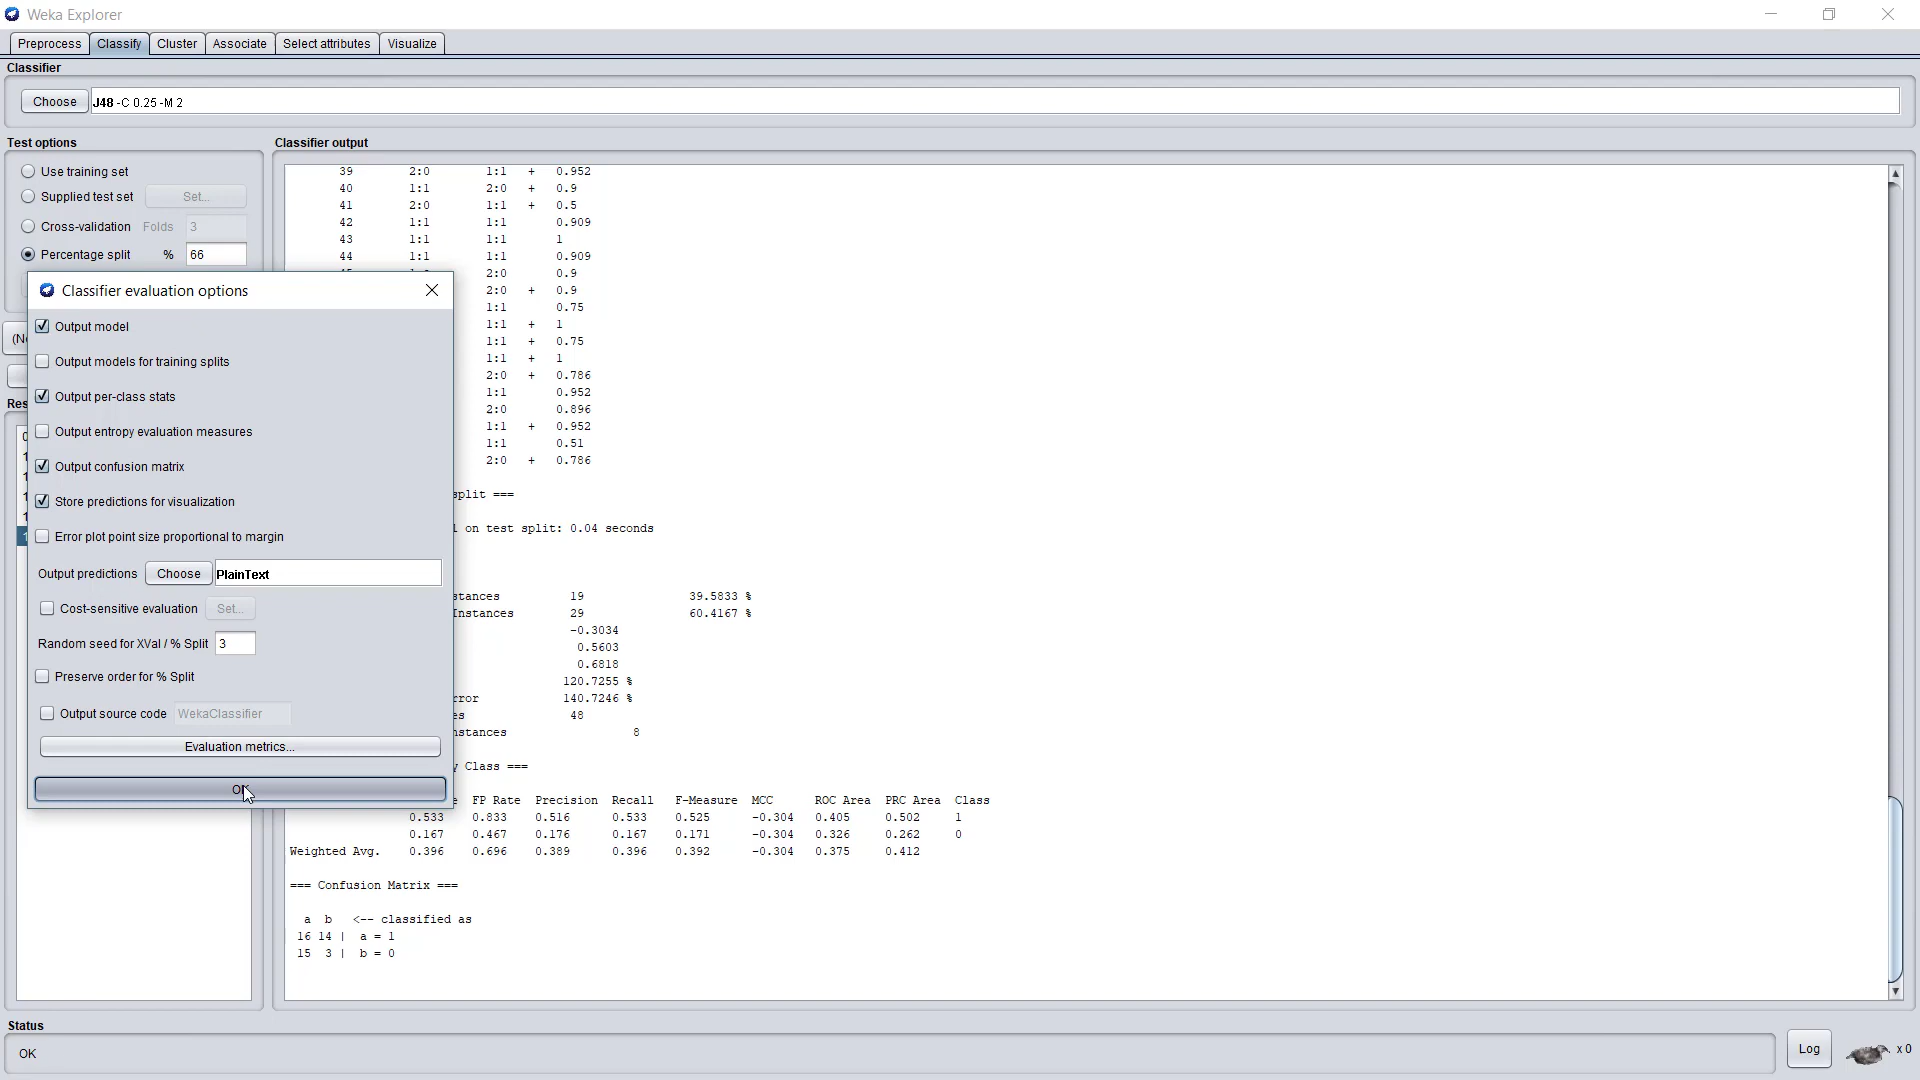 Weka Explorer
Preprocess Classify Cluster Associate Select attributes Visualize
Classifier
Choose J48 -C 0.25 -M 2
Test options
Use training set
Supplied test set Set...
Cross-validation Folds 3
Percentage split % 66
Classifier evaluation options
Output model
Output models for training splits
Output per-class stats
Output entropy evaluation measures
Output confusion matrix
Store predictions for visualization
Error plot point size proportional to margin
Output predictions Choose PlainText
Cost-sensitive evaluation Set...
Random seed for XVal / % Split 3
Preserve order for % Split
Output source code WekaClassifier
Evaluation metrics...
Classifier output
39 2:0 1:1 + 0.952
40 1:1 2:0 + 0.9
41 2:0 1:1 + 0.5
42 1:1 1:1 0.909
43 1:1 1:1 1
44 1:1 1:1 0.909
2:0 0.9
2:0 + 0.9
1:1 0.75
1:1 + 1
1:1 + 0.75
1:1 + 1
2:0 + 0.786
1:1 0.952
2:0 0.896
1:1 + 0.952
1:1 0.51
2:0 + 0.786
split ===
on test split: 0.04 seconds
stances 19 39.5833 %
Instances 29 60.4167 %
-0.3034
0.5603
0.6818
120.7255 %
rror 140.7246 %
es 48
nstances 8
y Class ===
FP Rate Precision Recall F-Measure MCC ROC Area PRC Area Class
0.533 0.833 0.516 0.533 0.525 -0.304 0.405 0.502 1
0.167 0.467 0.176 0.167 0.171 -0.304 0.326 0.262 0
Weighted Avg. 0.396 0.696 0.389 0.396 0.392 -0.304 0.375 0.412
=== Confusion Matrix ===
a b <-- classified as
16 14 | a = 1
15 3 | b = 0
Status
OK
Log x 0